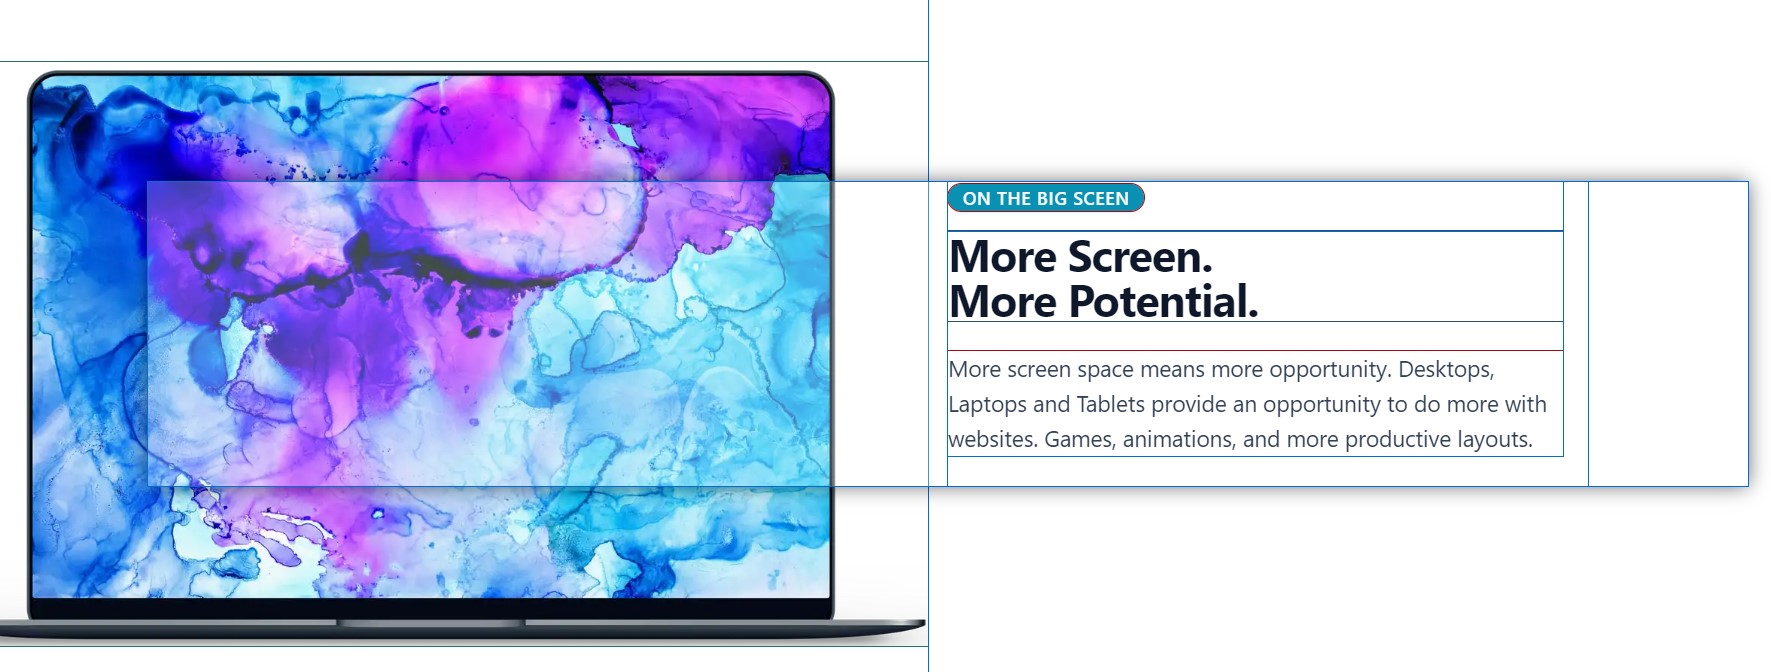 ON THE BIG SCEEN
More Screen.
More Potential.
More screen space means more opportunity. Desktops,
Laptops and Tablets provide an opportunity to do more with
websites. Games, animations, and more productive layouts.